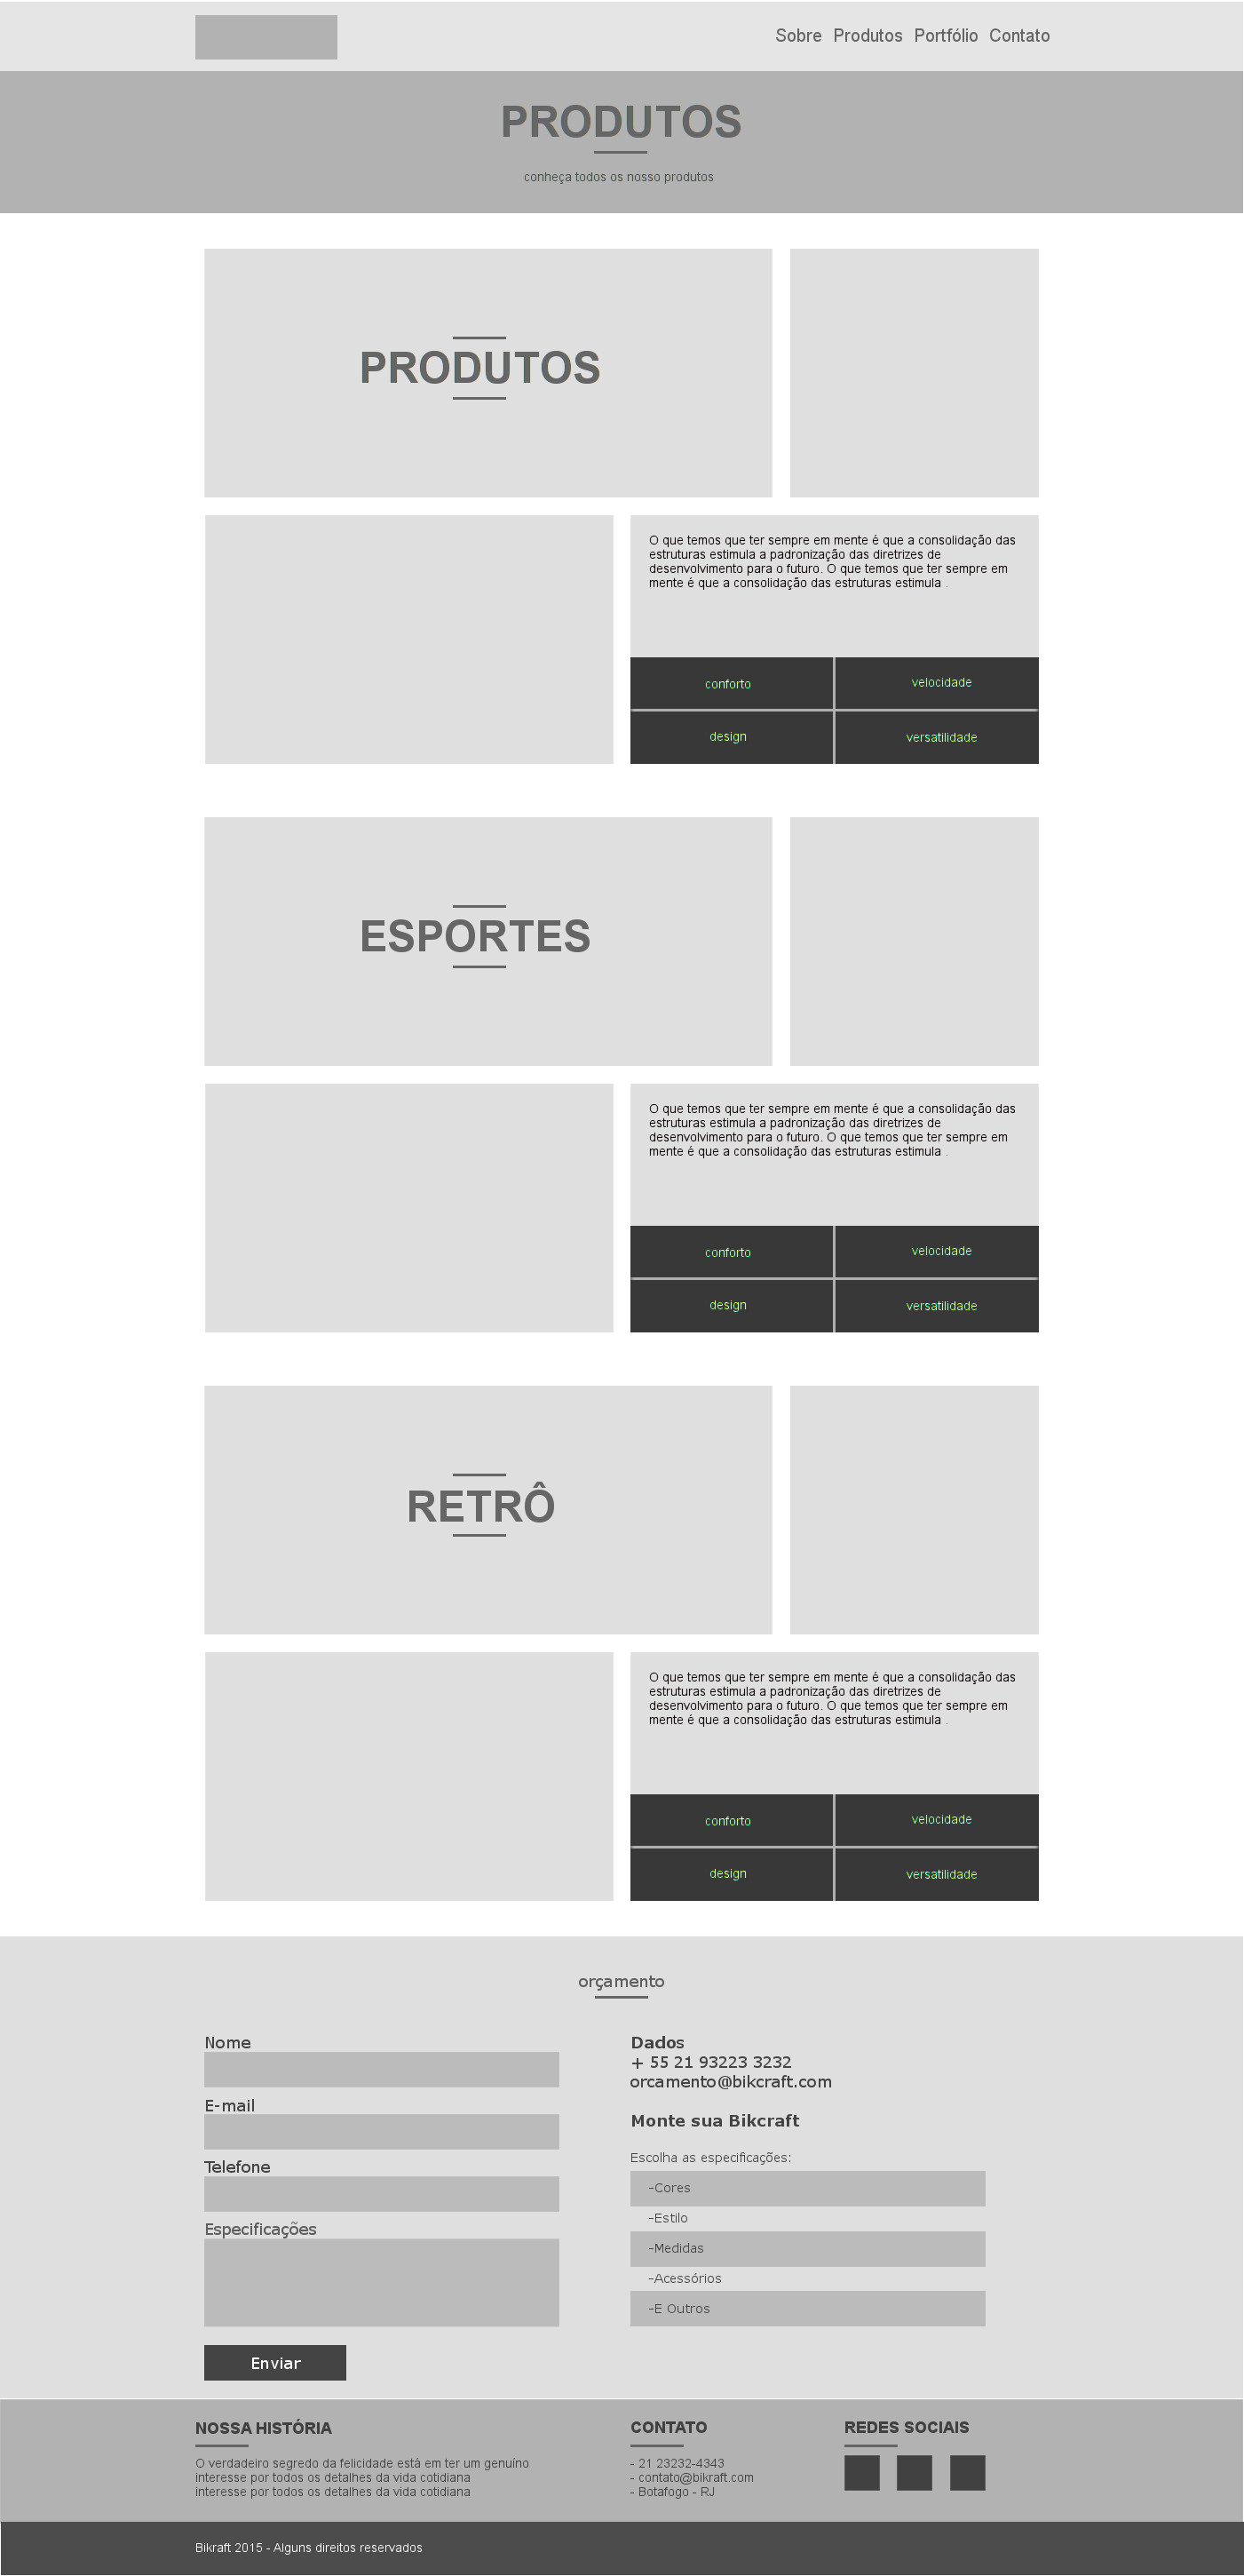 Sobre Produtos Portfólio Contato
PRODUTOS
conheça todos os nosso produtos
PRODUTOS
O que temos que ter sempre em mente é que a consolidação das
estruturas estimula a padronização das diretrizes de
desenvolvimento para o futuro. O que temos que ter sempre em
mente é que a consolidação das estruturas estimula .
conforto velocidade
design versatilidade
ESPORTES
O que temos que ter sempre em mente é que a consolidação das
estruturas estimula a padronização das diretrizes de
desenvolvimento para o futuro. O que temos que ter sempre em
mente é que a consolidação das estruturas estimula .
conforto velocidade
design versatilidade
RETRÔ
O que temos que ter sempre em mente é que a consolidação das
estruturas estimula a padronização das diretrizes de
desenvolvimento para o futuro. O que temos que ter sempre em
mente é que a consolidação das estruturas estimula .
conforto velocidade
design versatilidade
orçamento
Nome
E-mail
Telefone
Especificações
Enviar
Dados
+ 55 21 93223 3232
orcamento@bikcraft.com
Monte sua Bikcraft
Escolha as especificações:
-Cores
-Estilo
-Medidas
-Acessórios
-E Outros
NOSSA HISTÓRIA
O verdadeiro segredo da felicidade está em ter um genuíno
interesse por todos os detalhes da vida cotidiana
interesse por todos os detalhes da vida cotidiana
CONTATO
- 21 23232-4343
- contato@bikraft.com
- Botafogo - RJ
REDES SOCIAIS
Bikraft 2015 - Alguns direitos reservados